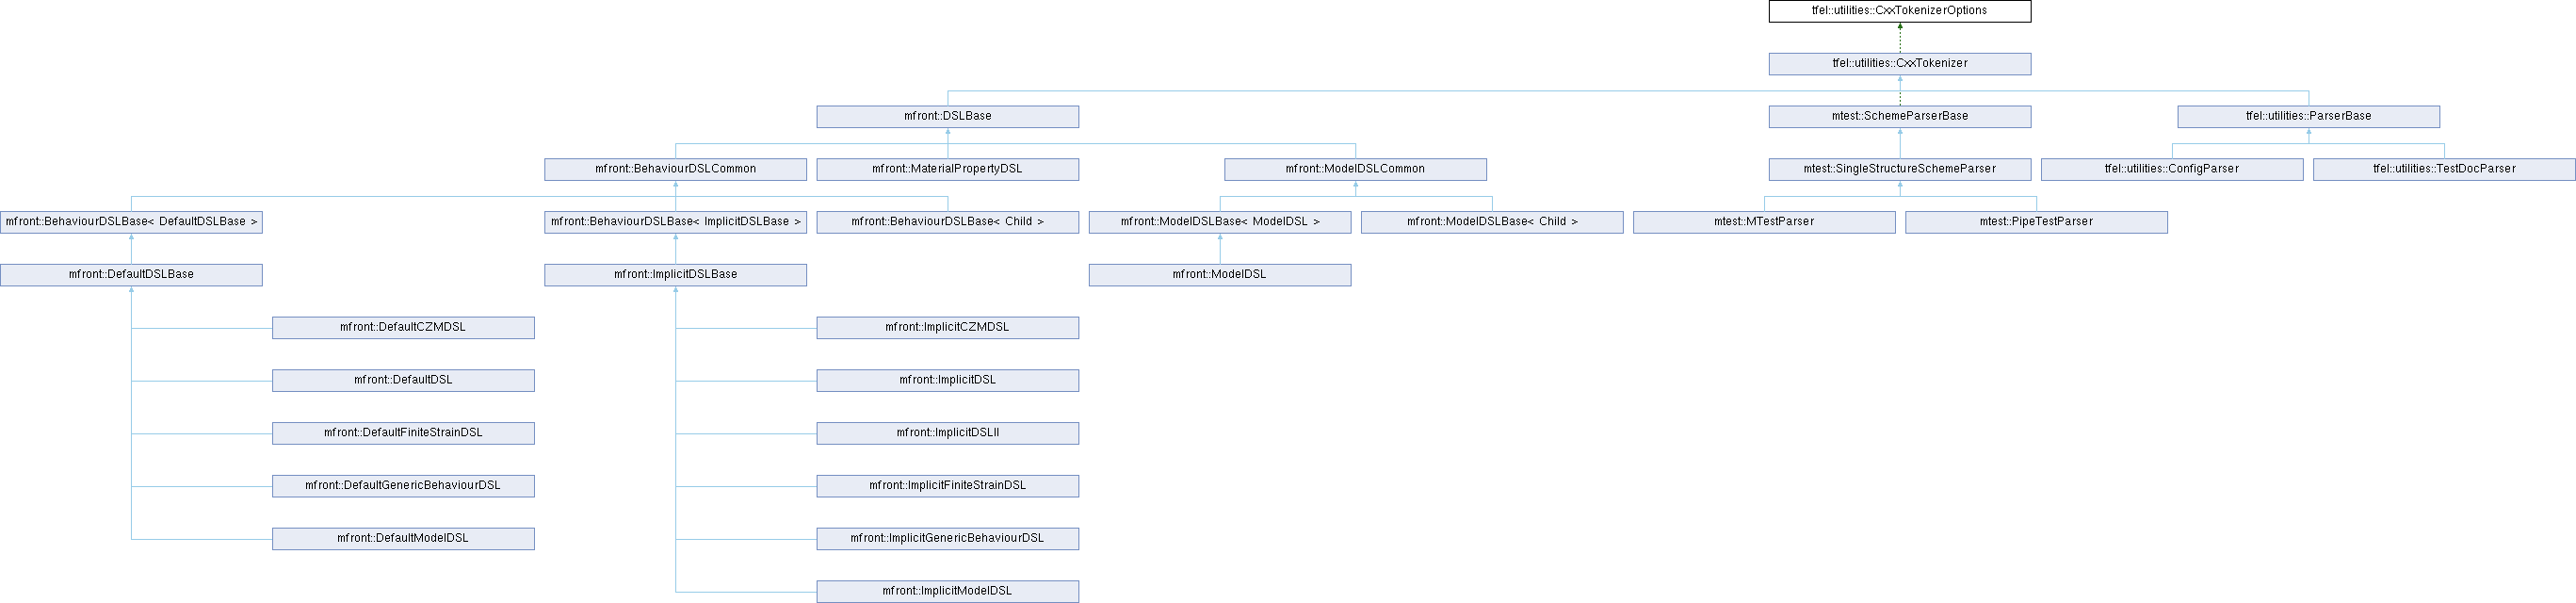 tfel::utilities::CxxTokenizerOptions
tfel::utilities::CxxTokenizer
mfront::DSLBase
mtest::SchemeParserBase
tfel::utilities::ParserBase
mfront::BehaviourDSLCommon
mfront::MaterialPropertyDSL
mfront::ModelDSLCommon
mtest::SingleStructureSchemeParser
tfel::utilities::ConfigParser
tfel::utilities::TestDocParser
mfront::BehaviourDSLBase< DefaultDSLBase >
mfront::BehaviourDSLBase< ImplicitDSLBase >
mfront::BehaviourDSLBase< Child >
mfront::ModelDSLBase< ModelDSL >
mfront::ModelDSLBase< Child >
mtest::MTestParser
mtest::PipeTestParser
mfront::DefaultDSLBase
mfront::ImplicitDSLBase
mfront::ModelDSL
mfront::DefaultCZMDSL
mfront::ImplicitCZMDSL
mfront::DefaultDSL
mfront::ImplicitDSL
mfront::DefaultFiniteStrainDSL
mfront::ImplicitDSLII
mfront::DefaultGenericBehaviourDSL
mfront::ImplicitFiniteStrainDSL
mfront::DefaultModelDSL
mfront::ImplicitGenericBehaviourDSL
mfront::ImplicitModelDSL